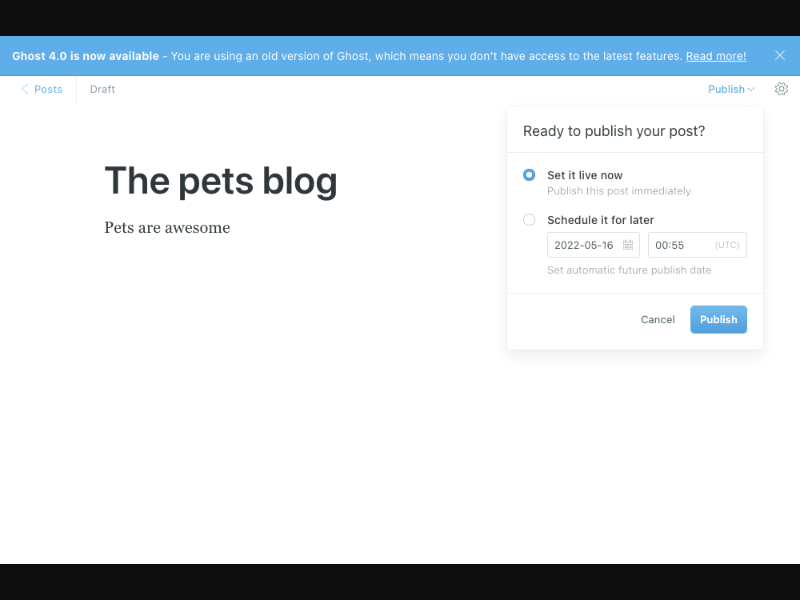 Ghost 4.0 is now available - You are using an old version of Ghost, which means you don't have access to the latest features. Read more!
Posts
Draft
Publish
Ready to publish your post?
The pets blog
Pets are awesome
Set it live now
Publish this post immediately
Schedule it for later
2022-05-16
00:55 (UTC)
Set automatic future publish date
Cancel
Publish